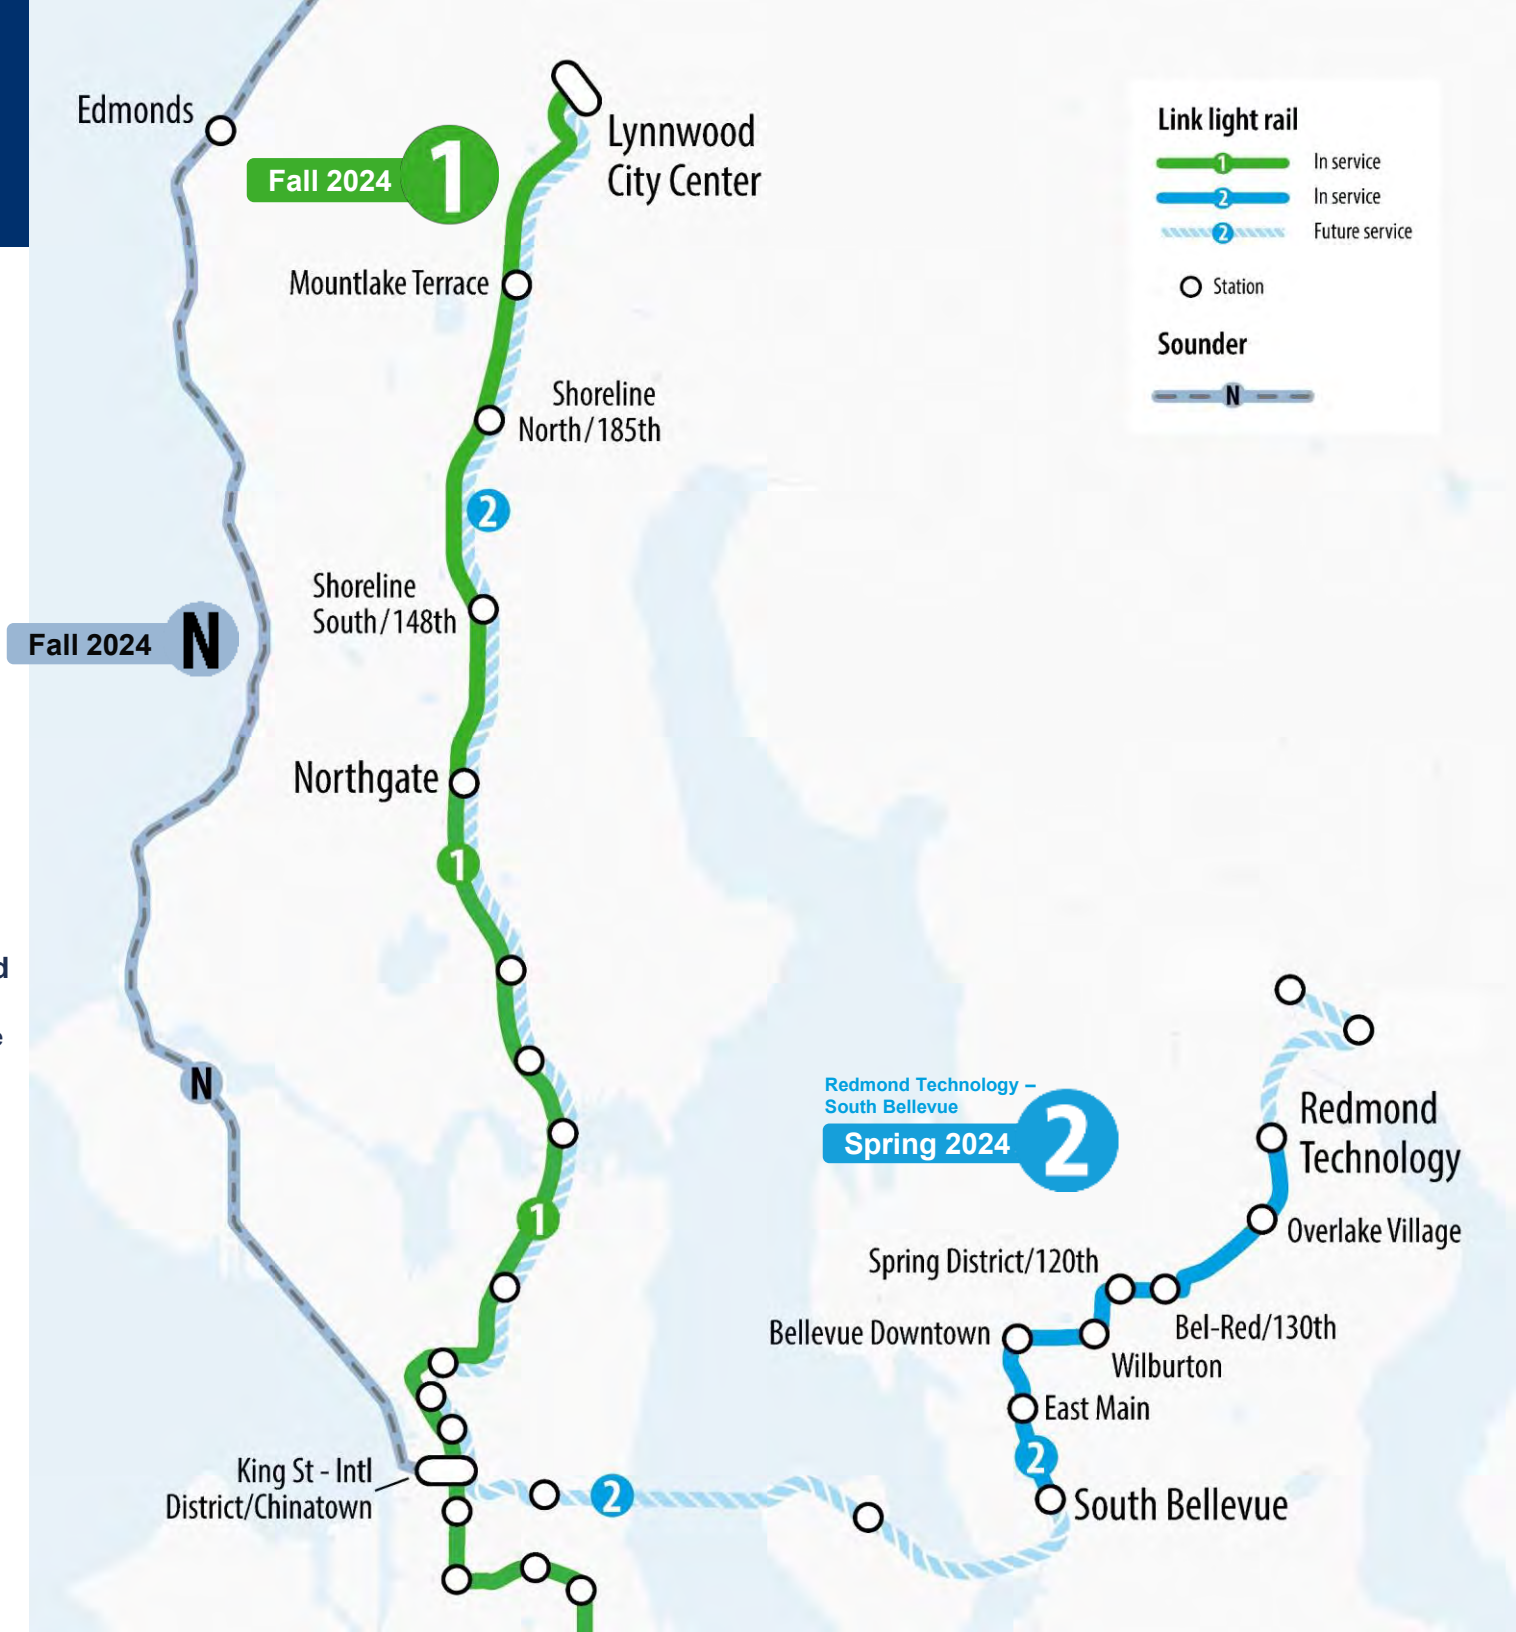 Edmonds
Fall 2024
1
Lynnwood
City Center
Link light rail
1
In service
2
In service
2
Future service
Station
Sounder
N
Mountlake Terrace
Shoreline
North/185th
2
Shoreline
South/148th
Fall 2024
N
Northgate
1
d
e
N
Redmond Technology –
South Bellevue
Spring 2024
2
Redmond
Technology
1
Overlake Village
Spring District/120th
Bel-Red/130th
Bellevue Downtown
Wilburton
East Main
2
King St - Intl
District/Chinatown
2
South Bellevue